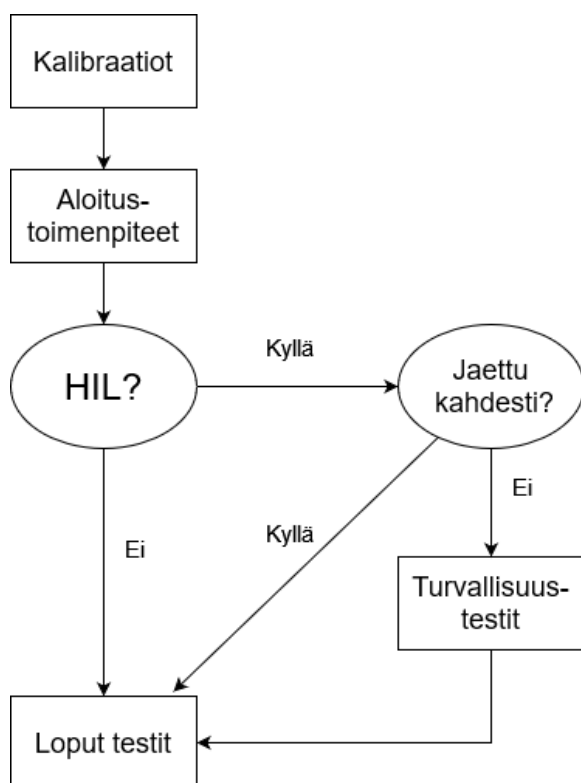 Kalibraatiot
Aloitus-
toimenpiteet
HIL?
Kyllä
Jaettu
kahdesti?
Ei
Kyllä
Ei
Turvallisuus-
testit
Loput testit